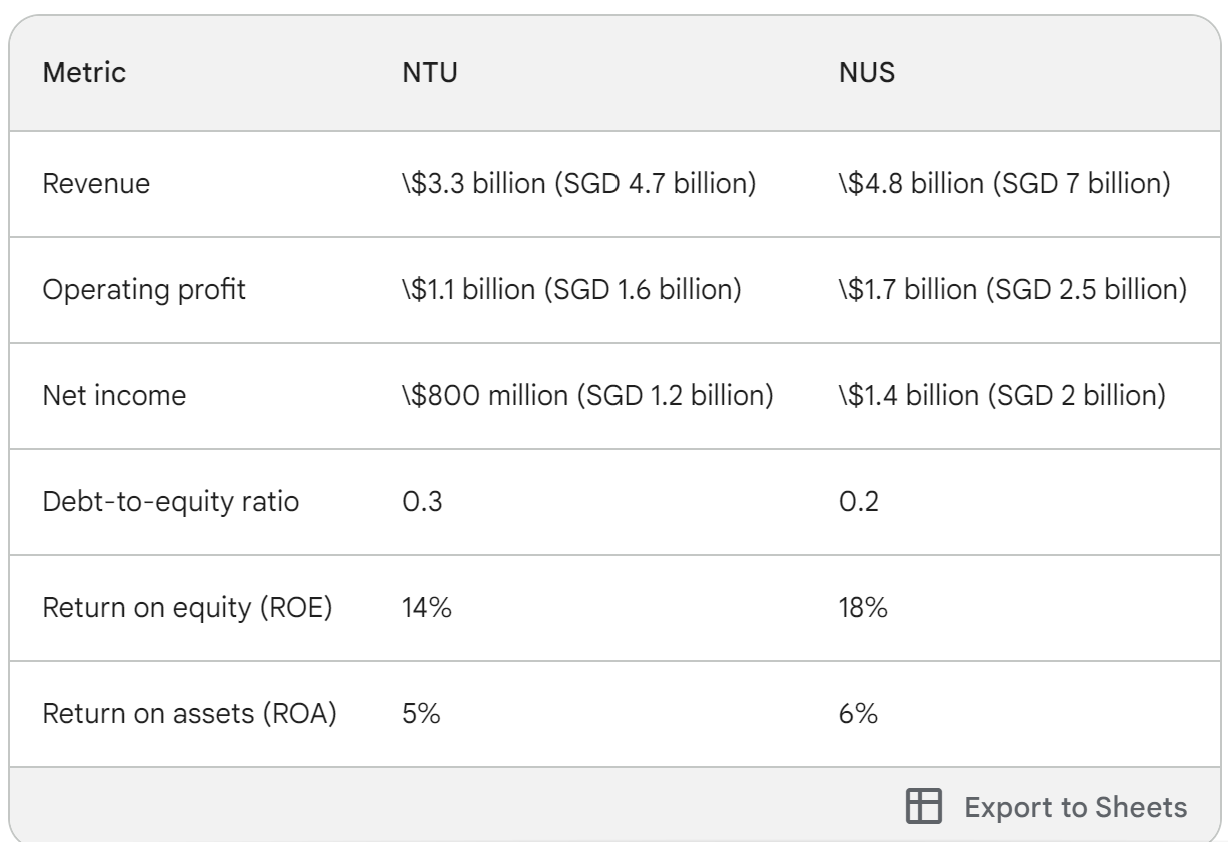 Metric NTU NUS
Revenue \$3.3 billion (SGD 4.7 billion) \$4.8 billion (SGD 7 billion)
Operating profit \$1.1 billion (SGD 1.6 billion) \$1.7 billion (SGD 2.5 billion)
Net income \$800 million (SGD 1.2 billion) \$1.4 billion (SGD 2 billion)
Debt-to-equity ratio 0.3 0.2
Return on equity (ROE) 14% 18%
Return on assets (ROA) 5% 6%
Export to Sheets